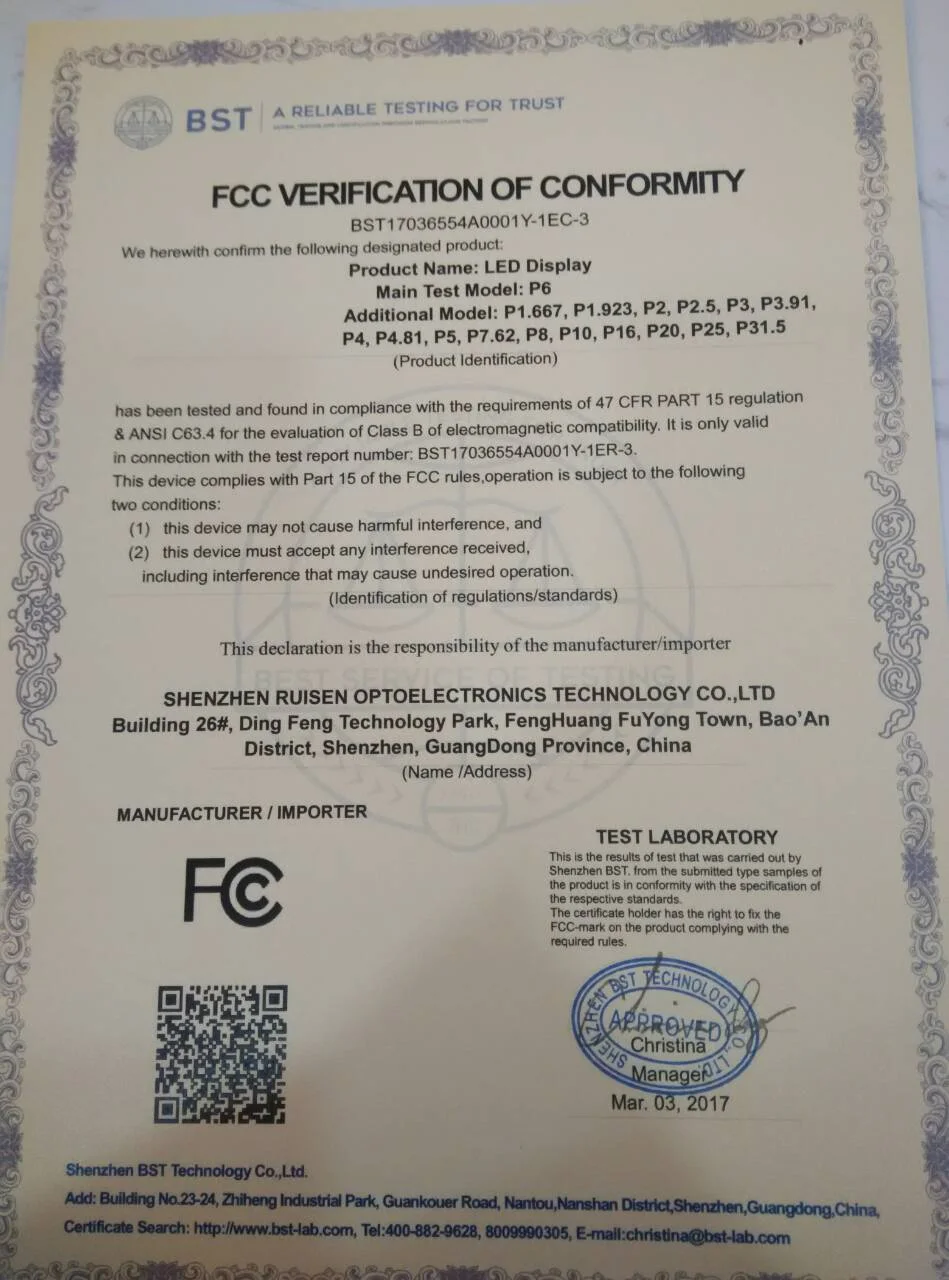 BST A RELIABLE TESTING FOR TRUST
FCC VERIFICATION OF CONFORMITY
BST17036554A0001Y-1EC-3
We herewith confirm the following designated product:
Product Name: LED Display
Main Test Model: P6
Additional Model: P1.667, P1.923, P2, P2.5, P3, P3.91,
P4, P4.81, P5, P7.62, P8, P10, P16, P20, P25, P31.5
(Product Identification)
has been tested and found in compliance with the requirements of 47 CFR PART 15 regulation
& ANSI C63.4 for the evaluation of Class B of electromagnetic compatibility. It is only valid
in connection with the test report number: BST17036554A0001Y-1ER-3.
This device complies with Part 15 of the FCC rules,operation is subject to the following
two conditions:
(1) this device may not cause harmful interference, and
(2) this device must accept any interference received,
including interference that may cause undesired operation.
(Identification of regulations/standards)
This declaration is the responsibility of the manufacturer/importer
BEST SERVICE OF TESTING
SHENZHEN RUISEN OPTOELECTRONICS TECHNOLOGY CO.,LTD
Building 26#, Ding Feng Technology Park, FengHuang FuYong Town, Bao'An
District, Shenzhen, GuangDong Province, China
(Name /Address)
MANUFACTURER / IMPORTER
FC
TEST LABORATORY
This is the results of test that was carried out by
Shenzhen BST. from the submitted type samples of
the product is in conformity with the specification of
the respective standards.
The certificate holder has the right to fix the
FCC-mark on the product complying with the
required rules.
SHENZHEN BST TECHNOLOGY CO.,LTD.
APPROVED
Christina
Manager
Mar. 03, 2017
Shenzhen BST Technology Co.,Ltd.
Add: Building No.23-24, Zhiheng Industrial Park, Guankouer Road, Nantou,Nanshan District,Shenzhen,Guangdong,China,
Certificate Search: http://www.bst-lab.com, Tel:400-882-9628, 8009990305, E-mail:christina@bst-lab.com